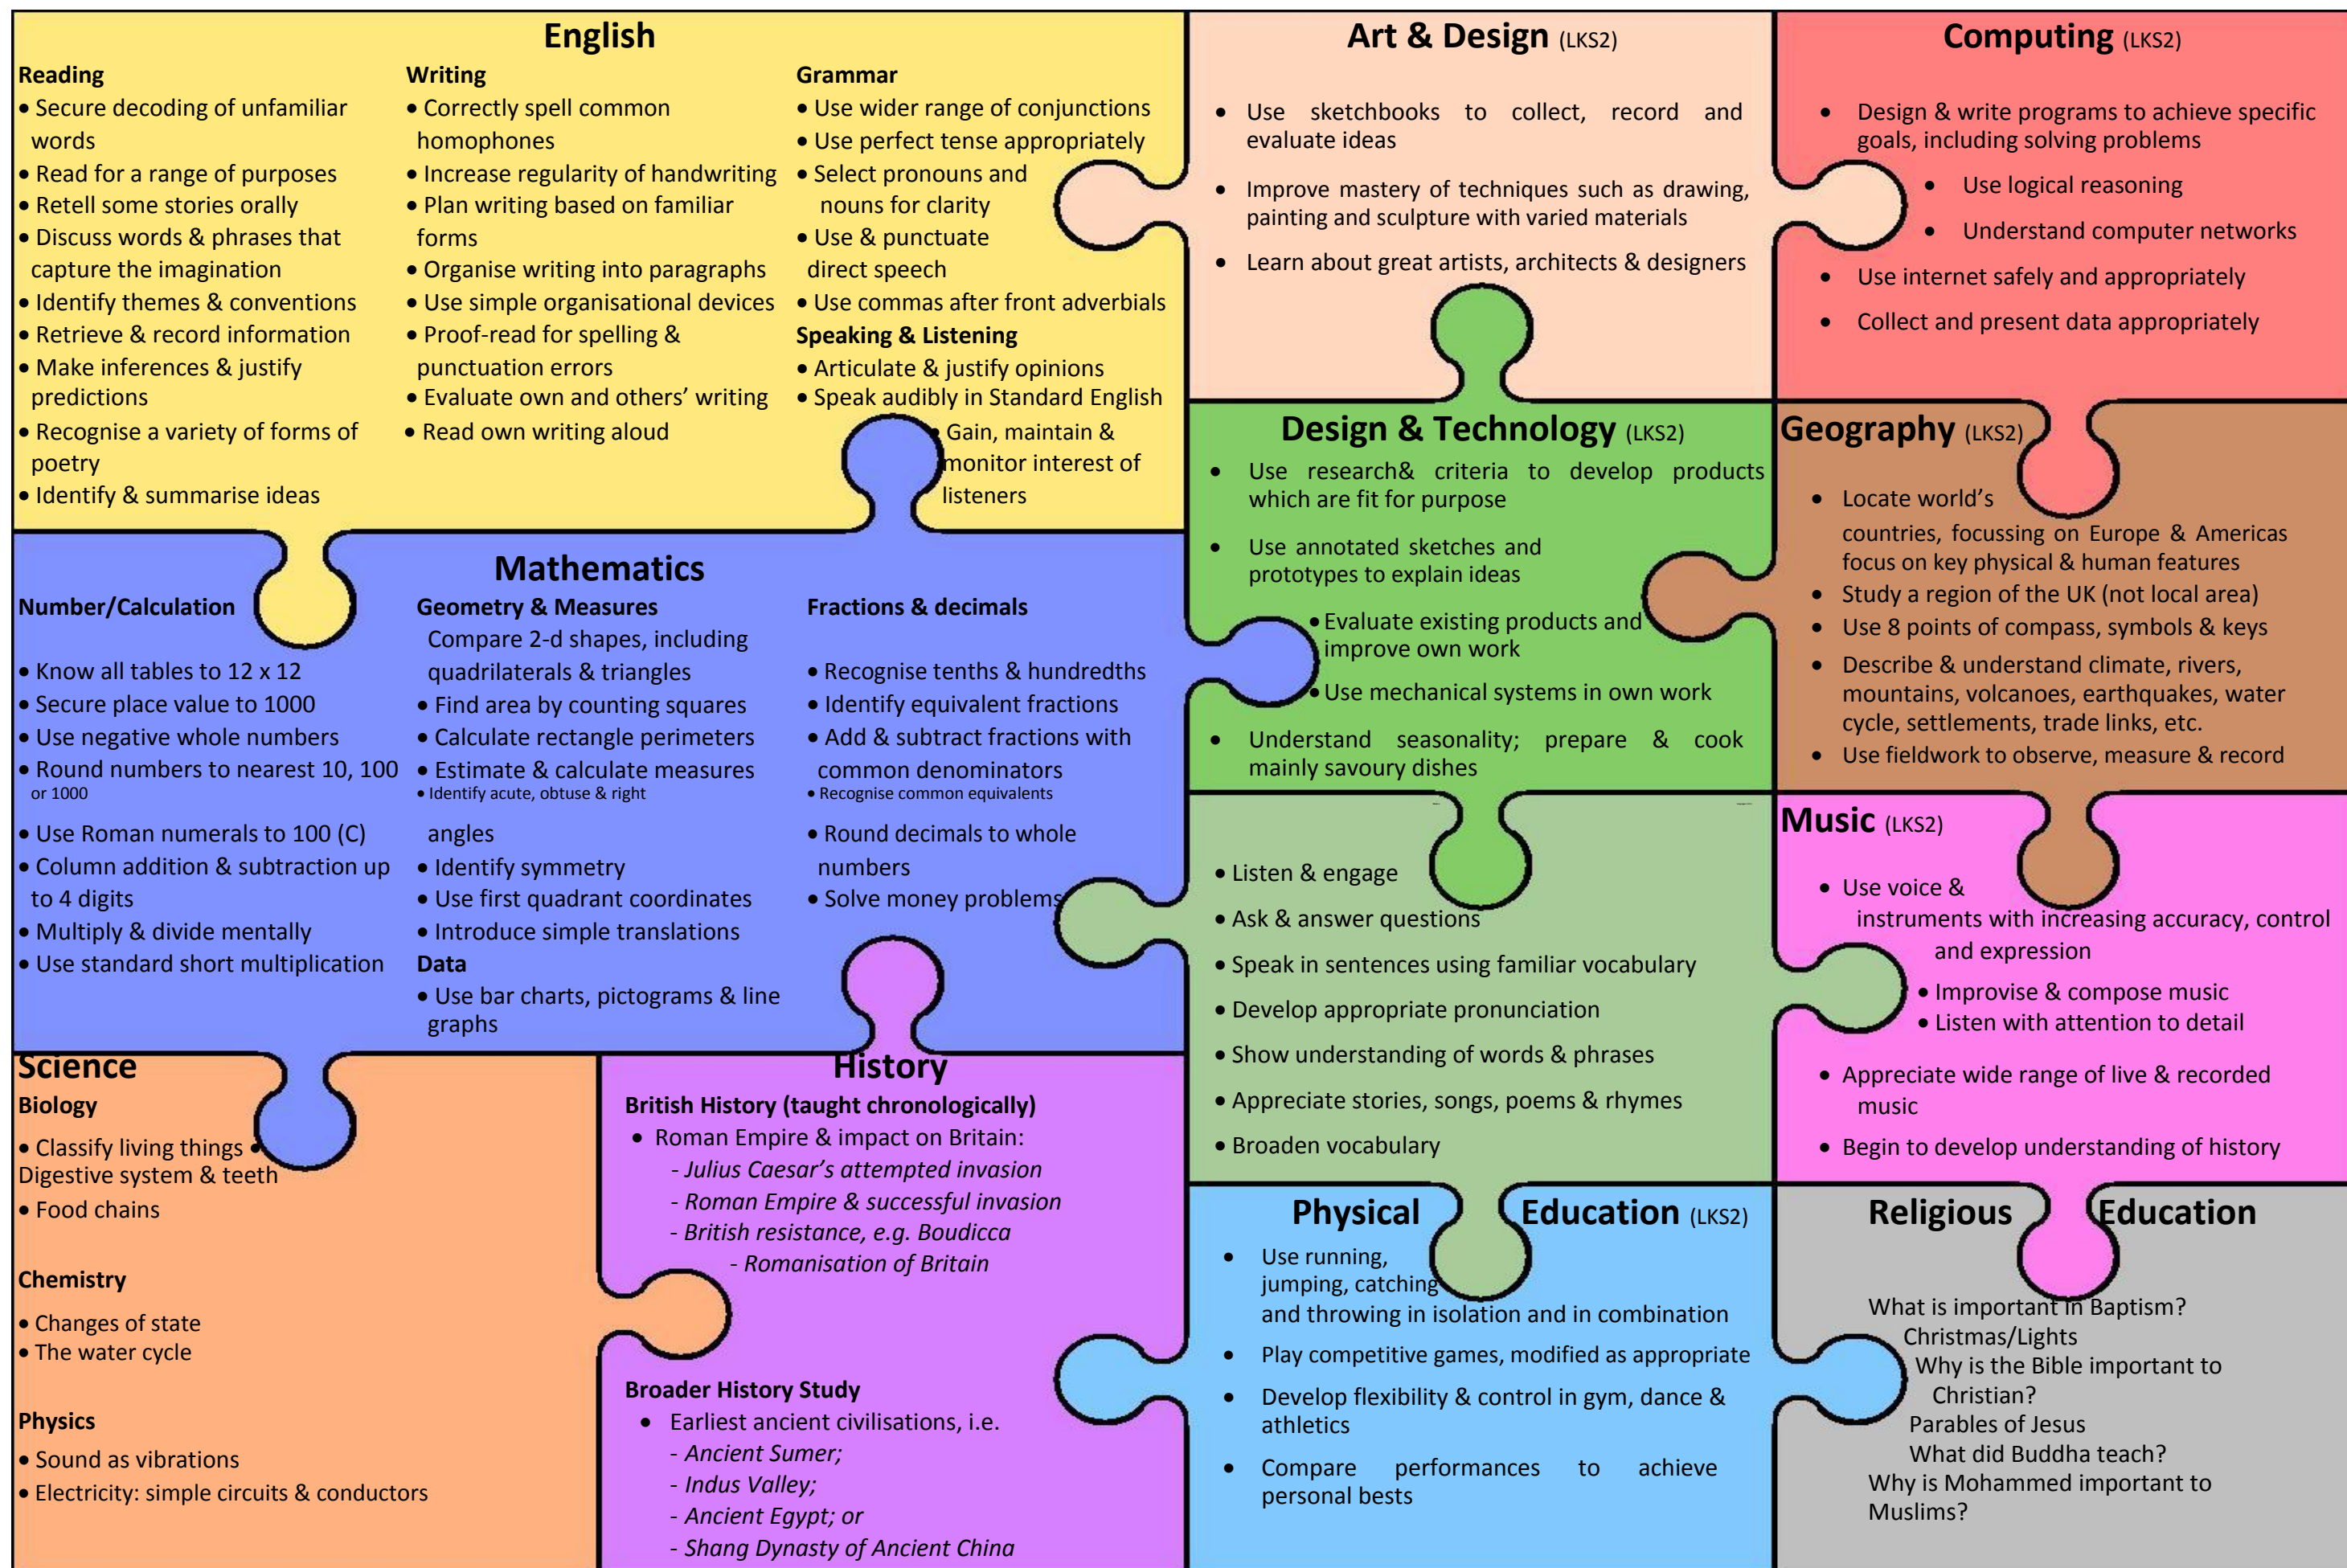 English
Reading
• Secure decoding of unfamiliar
words
• Read for a range of purposes
• Retell some stories orally
• Discuss words & phrases that
capture the imagination
• Identify themes & conventions
• Retrieve & record information
• Make inferences & justify
predictions
• Recognise a variety of forms of
poetry
• Identify & summarise ideas
Writing
• Correctly spell common
homophones
• Increase regularity of handwriting
• Plan writing based on familiar
forms
• Organise writing into paragraphs
• Use simple organisational devices
• Proof-read for spelling &
punctuation errors
• Evaluate own and others’ writing
• Read own writing aloud
Grammar
• Use wider range of conjunctions
• Use perfect tense appropriately
• Select pronouns and
nouns for clarity
• Use & punctuate
direct speech
• Use commas after front adverbials
Speaking & Listening
• Articulate & justify opinions
• Speak audibly in Standard English
• Gain, maintain &
monitor interest of
listeners
Art & Design (LKS2)
• Use sketchbooks to collect, record and
evaluate ideas
• Improve mastery of techniques such as drawing,
painting and sculpture with varied materials
• Learn about great artists, architects & designers
Computing (LKS2)
• Design & write programs to achieve specific
goals, including solving problems
• Use logical reasoning
• Understand computer networks
• Use internet safely and appropriately
• Collect and present data appropriately
Design & Technology (LKS2)
• Use research& criteria to develop products
which are fit for purpose
• Use annotated sketches and
prototypes to explain ideas
• Evaluate existing products and
improve own work
• Use mechanical systems in own work
• Understand seasonality; prepare & cook
mainly savoury dishes
Geography (LKS2)
• Locate world’s
countries, focussing on Europe & Americas
focus on key physical & human features
• Study a region of the UK (not local area)
• Use 8 points of compass, symbols & keys
• Describe & understand climate, rivers,
mountains, volcanoes, earthquakes, water
cycle, settlements, trade links, etc.
• Use fieldwork to observe, measure & record
Mathematics
Number/Calculation
• Know all tables to 12 x 12
• Secure place value to 1000
• Use negative whole numbers
• Round numbers to nearest 10, 100
or 1000
• Use Roman numerals to 100 (C)
• Column addition & subtraction up
to 4 digits
• Multiply & divide mentally
• Use standard short multiplication
Geometry & Measures
Compare 2-d shapes, including
quadrilaterals & triangles
• Find area by counting squares
• Calculate rectangle perimeters
• Estimate & calculate measures
• Identify acute, obtuse & right
angles
• Identify symmetry
• Use first quadrant coordinates
• Introduce simple translations
Data
• Use bar charts, pictograms & line
graphs
Fractions & decimals
• Recognise tenths & hundredths
• Identify equivalent fractions
• Add & subtract fractions with
common denominators
• Recognise common equivalents
• Round decimals to whole
numbers
• Solve money problems
• Listen & engage
• Ask & answer questions
• Speak in sentences using familiar vocabulary
• Develop appropriate pronunciation
• Show understanding of words & phrases
• Appreciate stories, songs, poems & rhymes
• Broaden vocabulary
Music (LKS2)
• Use voice &
instruments with increasing accuracy, control
and expression
• Improvise & compose music
• Listen with attention to detail
• Appreciate wide range of live & recorded
music
• Begin to develop understanding of history
Science
Biology
• Classify living things •
Digestive system & teeth
• Food chains
Chemistry
• Changes of state
• The water cycle
Physics
• Sound as vibrations
• Electricity: simple circuits & conductors
History
British History (taught chronologically)
• Roman Empire & impact on Britain:
- Julius Caesar’s attempted invasion
- Roman Empire & successful invasion
- British resistance, e.g. Boudicca
- Romanisation of Britain
Broader History Study
• Earliest ancient civilisations, i.e.
- Ancient Sumer;
- Indus Valley;
- Ancient Egypt; or
- Shang Dynasty of Ancient China
Physical Education (LKS2)
• Use running,
jumping, catching
and throwing in isolation and in combination
• Play competitive games, modified as appropriate
• Develop flexibility & control in gym, dance &
athletics
• Compare performances to achieve
personal bests
Religious Education
What is important in Baptism?
Christmas/Lights
Why is the Bible important to
Christian?
Parables of Jesus
What did Buddha teach?
Why is Mohammed important to
Muslims?